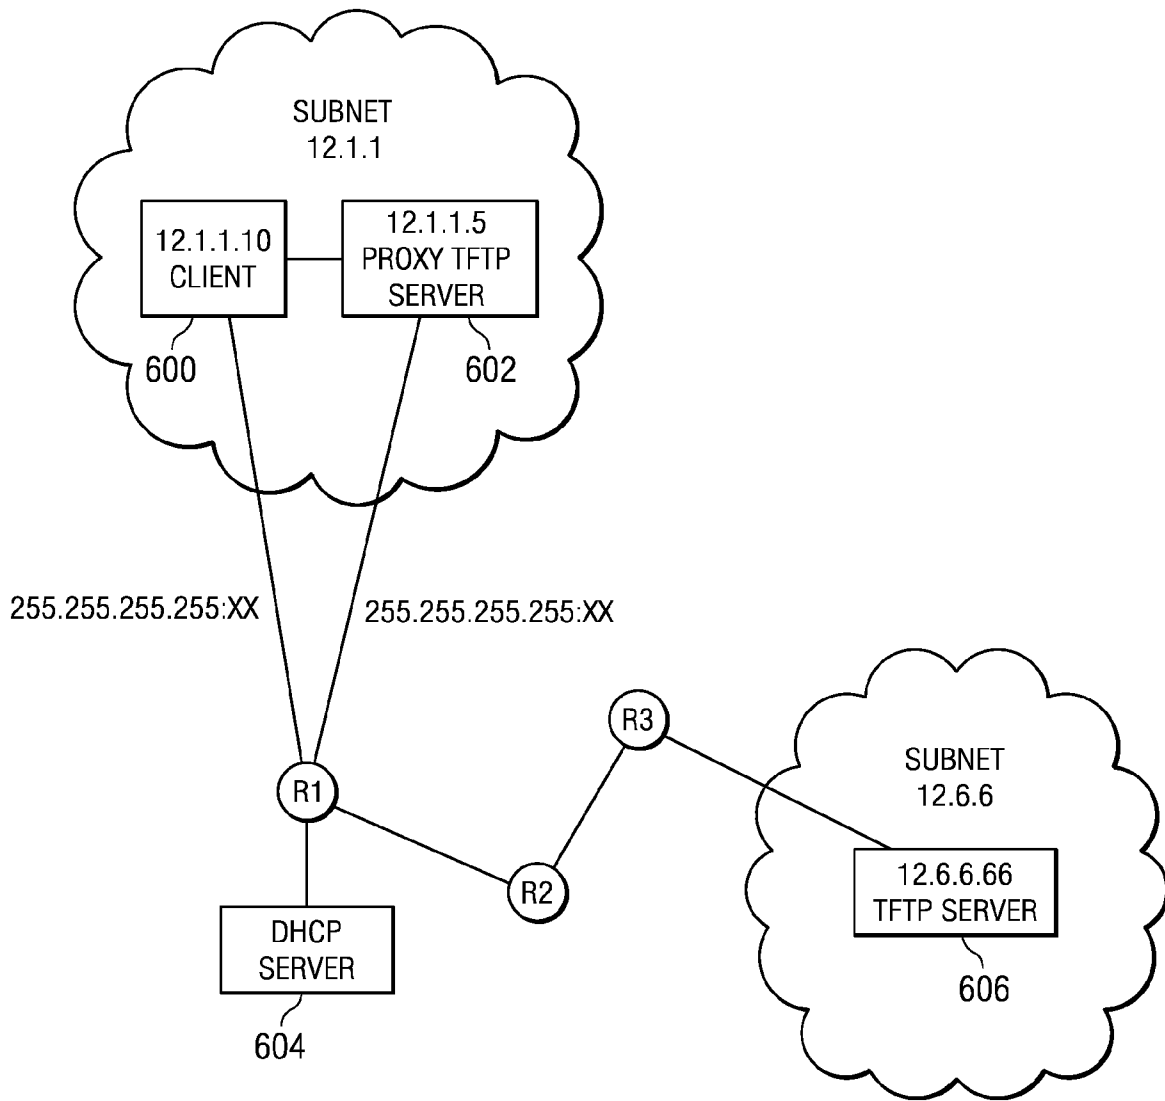 SUBNET
12.1.1
12.1.1.10
CLIENT
12.1.1.5
PROXY TFTP
SERVER
600
602
255.255.255.255:XX
255.255.255.255:XX
R1
R2
R3
DHCP
SERVER
604
SUBNET
12.6.6
12.6.6.66
TFTP SERVER
606